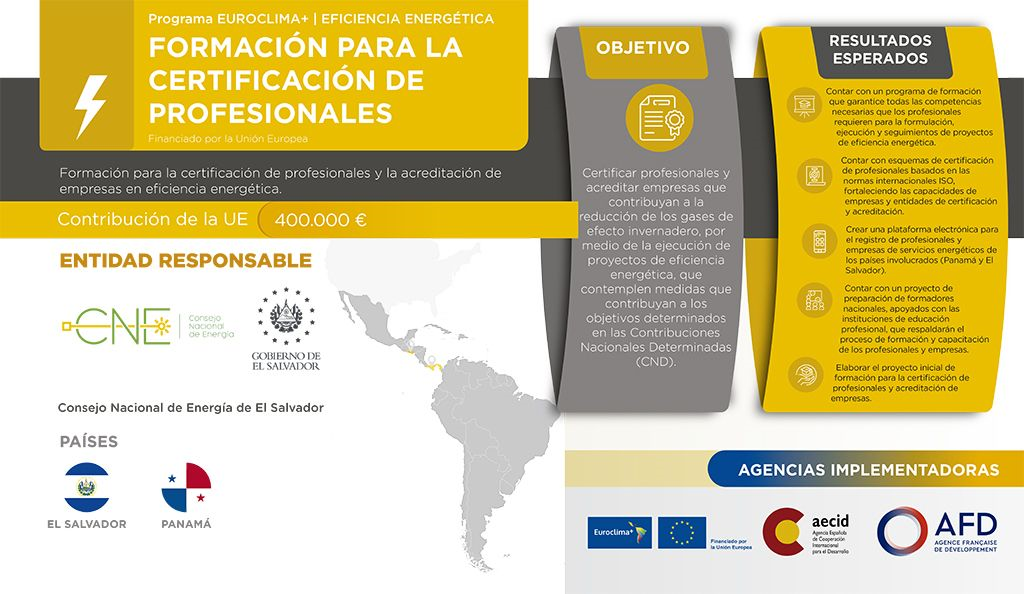 Programa EUROCLIMA+ | EFICIENCIA ENERGÉTICA
FORMACIÓN PARA LA
CERTIFICACIÓN DE
PROFESIONALES
Financiado por la Unión Europea
Formación para la certificación de profesionales y la acreditación de
empresas en eficiencia energética.
Contribución de la UE
400.000 €
ENTIDAD RESPONSABLE
CNE
Consejo
Nacional
de Energía
GOBIERNO DE
EL SALVADOR
Consejo Nacional de Energía de El Salvador
PAÍSES
EL SALVADOR
PANAMÁ
OBJETIVO
Certificar profesionales y
acreditar empresas que
contribuyan a la
reducción de los gases de
efecto invernadero, por
medio de la ejecución de
proyectos de eficiencia
energética, que
contemplen medidas que
contribuyan a los
objetivos determinados
en las Contribuciones
Nacionales Determinadas
(CND).
RESULTADOS
ESPERADOS
Contar con un programa de formación
que garantice todas las competencias
necesarias que los profesionales
requieren para la formulación,
ejecución y seguimientos de proyectos
de eficiencia energética.
Contar con esquemas de certificación
de profesionales basados en las
normas internacionales ISO,
fortaleciendo las capacidades de
empresas y entidades de certificación
y acreditación.
Crear una plataforma electrónica para
el registro de profesionales y
empresas de servicios energéticos de
los países involucrados (Panamá y El
Salvador).
Contar con un proyecto de
preparación de formadores
nacionales, apoyados con las
instituciones de educación
profesional, que respaldarán el
proceso de formación y capacitación
de los profesionales y empresas.
Elaborar el proyecto inicial de
formación para la certificación de
profesionales y acreditación de
empresas.
AGENCIAS IMPLEMENTADORAS
Euroclima+
Financiado por
la Unión Europea
aecid
Agencia Española
de Cooperación
Internacional
para el Desarrollo
AFD
AGENCE FRANÇAISE
DE DÉVELOPPEMENT